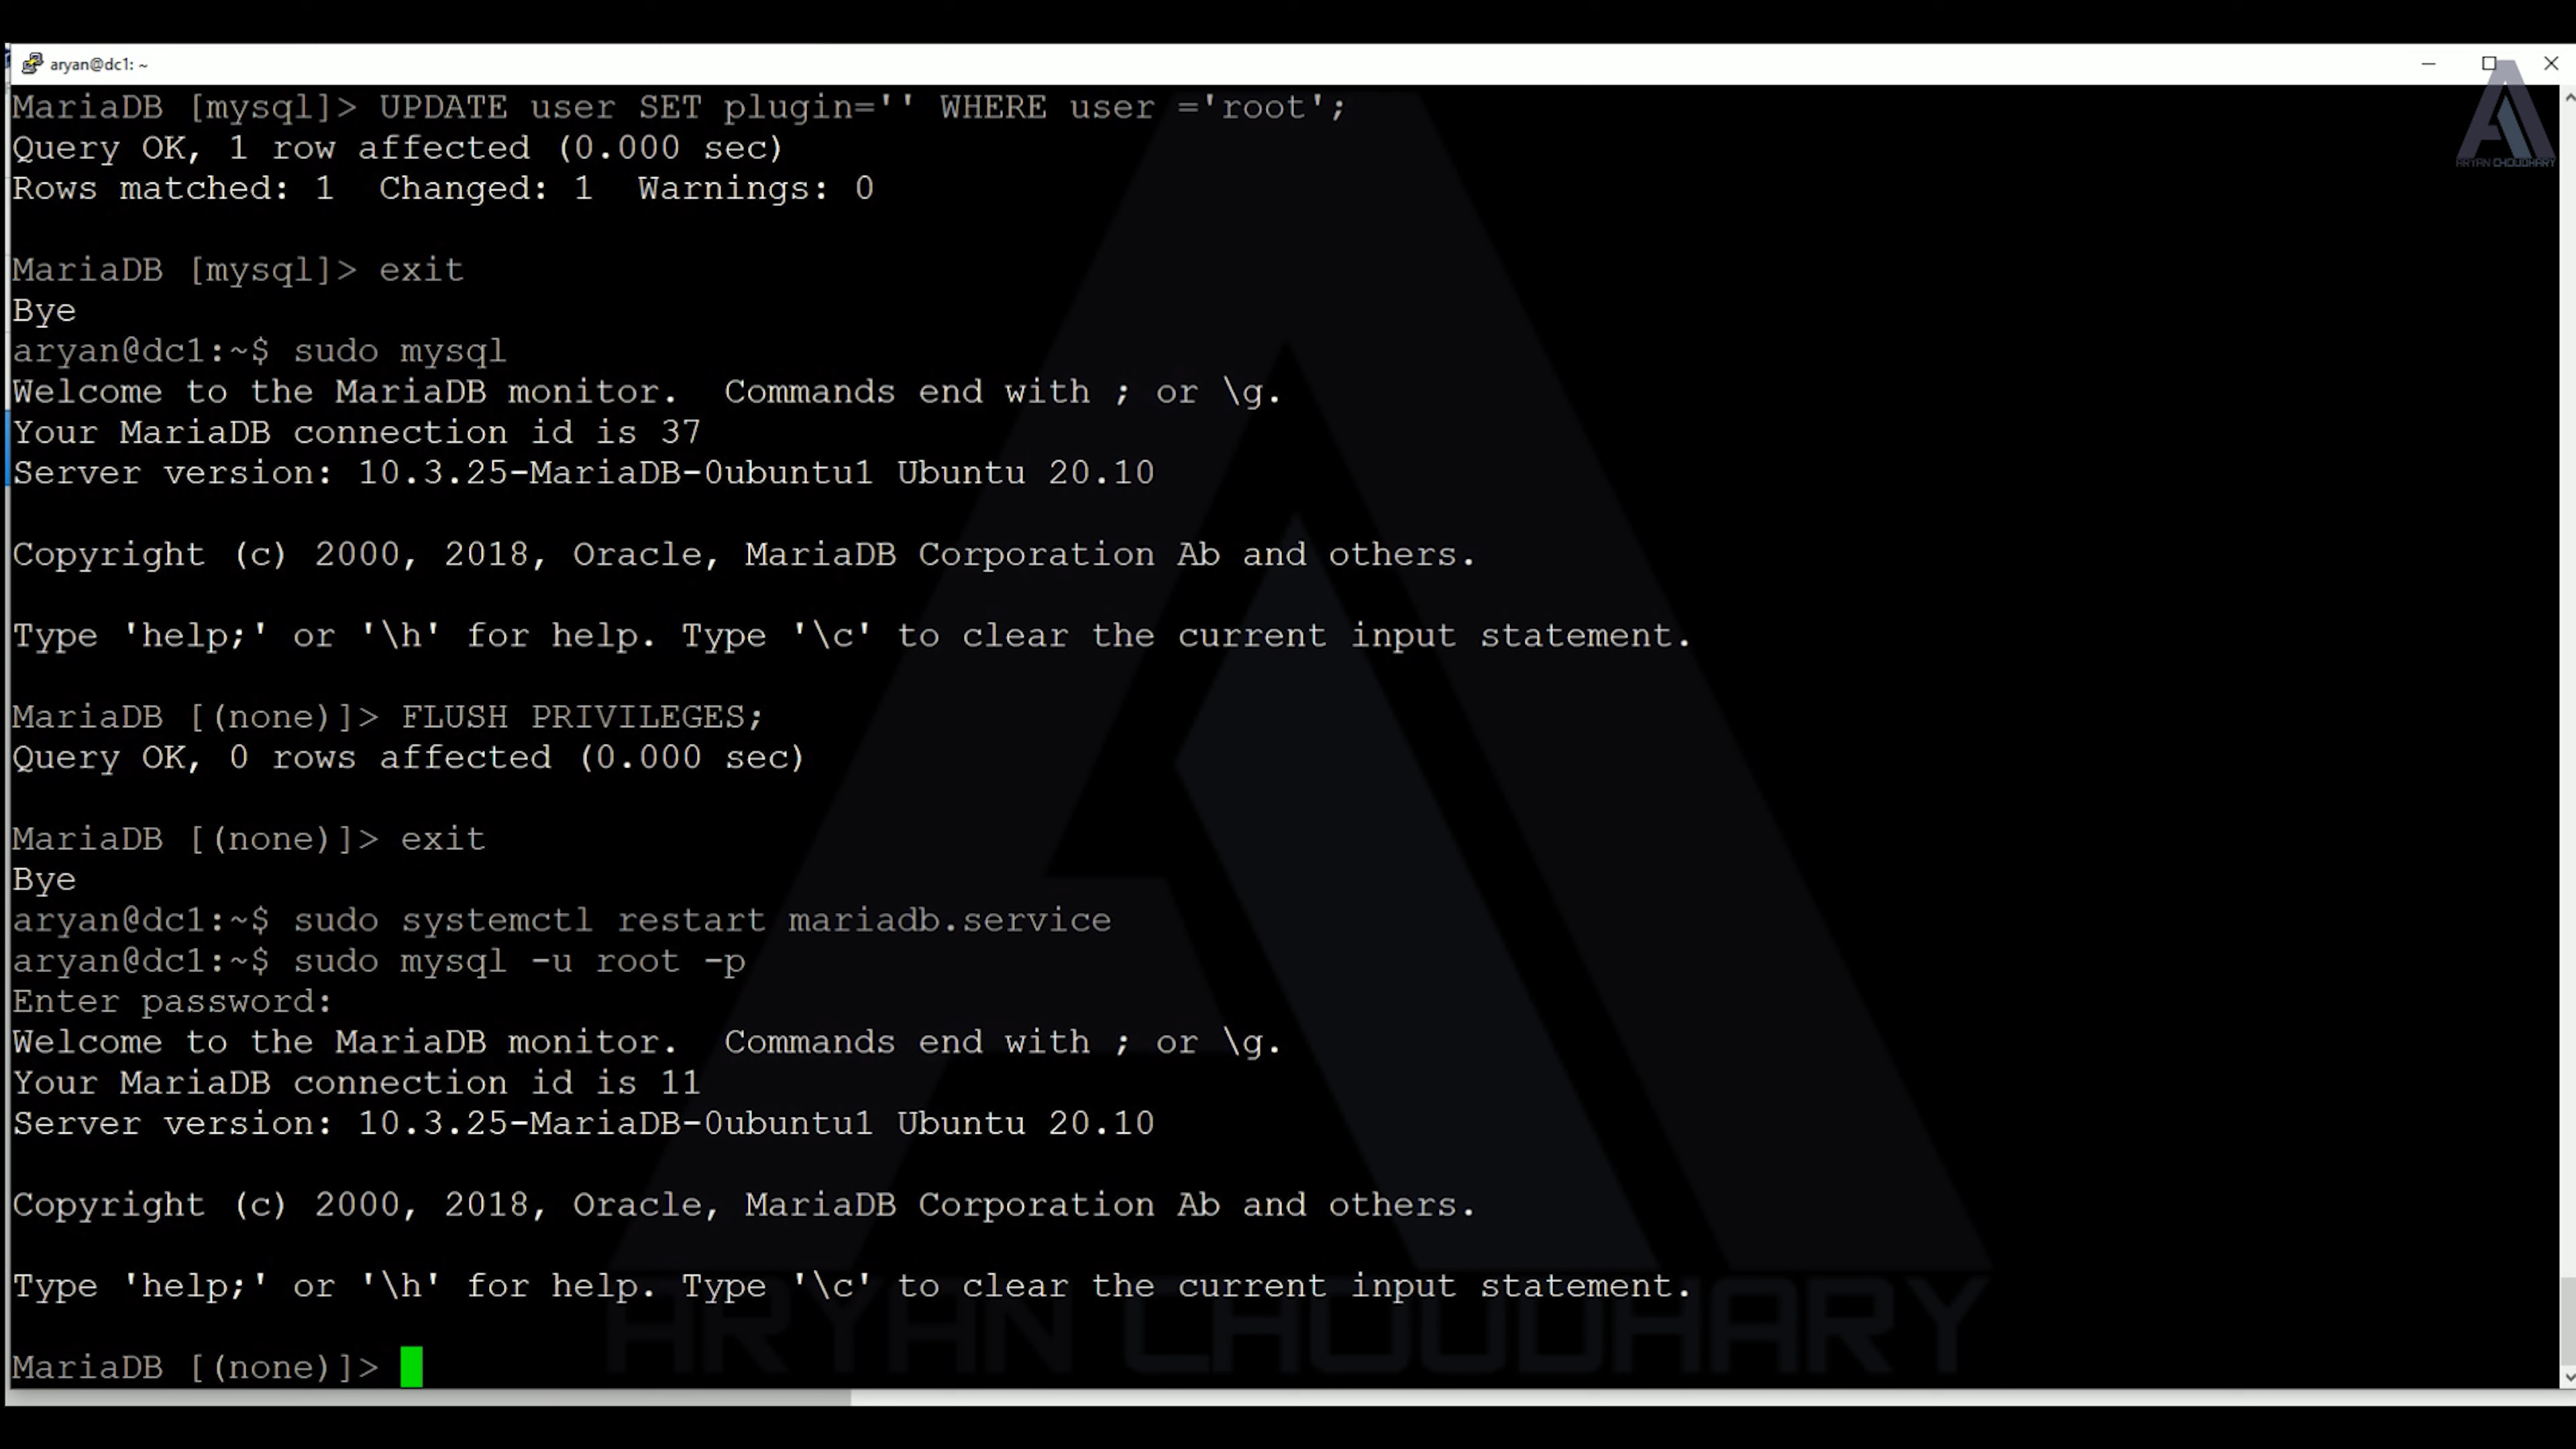 aryan@dc1: ~
MariaDB [mysql]> UPDATE user SET plugin='' WHERE user ='root';
Query OK, 1 row affected (0.000 sec)
Rows matched: 1  Changed: 1  Warnings: 0
MariaDB [mysql]> exit
Bye
aryan@dc1:~$ sudo mysql
Welcome to the MariaDB monitor.  Commands end with ; or \g.
Your MariaDB connection id is 37
Server version: 10.3.25-MariaDB-0ubuntu1 Ubuntu 20.10
Copyright (c) 2000, 2018, Oracle, MariaDB Corporation Ab and others.
Type 'help;' or '\h' for help. Type '\c' to clear the current input statement.
MariaDB [(none)]> FLUSH PRIVILEGES;
Query OK, 0 rows affected (0.000 sec)
MariaDB [(none)]> exit
Bye
aryan@dc1:~$ sudo systemctl restart mariadb.service
aryan@dc1:~$ sudo mysql -u root -p
Enter password:
Welcome to the MariaDB monitor.  Commands end with ; or \g.
Your MariaDB connection id is 11
Server version: 10.3.25-MariaDB-0ubuntu1 Ubuntu 20.10
Copyright (c) 2000, 2018, Oracle, MariaDB Corporation Ab and others.
Type 'help;' or '\h' for help. Type '\c' to clear the current input statement.
MariaDB [(none)]>
ARYAN CHOUDHARY
ARYAN CHOUDHARY